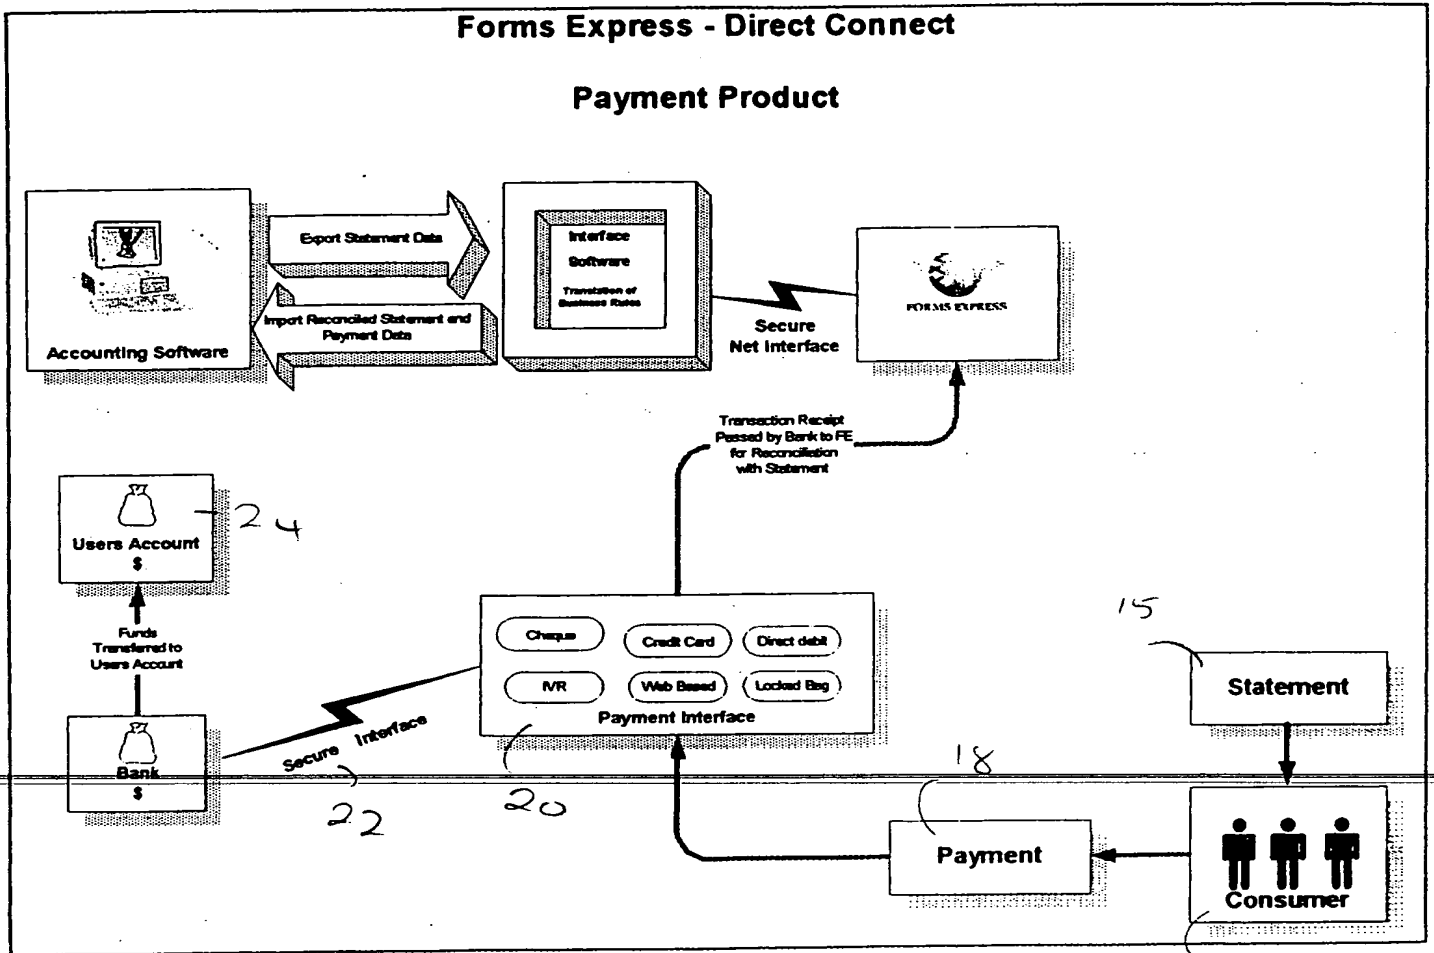 Forms Express - Direct Connect
Payment Product
Accounting Software
Export Statement Data
Import Reconciled Statement and
Payment Data
Interface
Software
Translation of
Business Rules
Secure
Net Interface
FORMS EXPRESS
Transaction Receipt
Passed by Bank to FE
for Reconciliation
with Statement
Users Account
$
24
Funds
Transferred to
Users Account
Bank
$
Secure Interface
22
Cheque
Credit Card
Direct debit
IVR
Web Based
Locked Bag
Payment Interface
20
15
Statement
18
Payment
Consumer